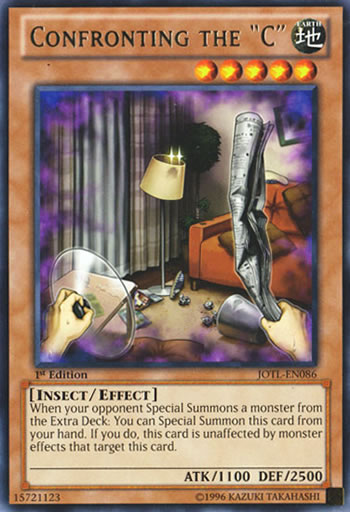 CONFRONTING THE "C"
EARTH
地
1st Edition
JOTL-EN086
[INSECT/EFFECT]
When your opponent Special Summons a monster from
the Extra Deck: You can Special Summon this card from
your hand. If you do, this card is unaffected by monster
effects that target this card.
ATK/1100 DEF/2500
15721123
©1996 KAZUKI TAKAHASHI